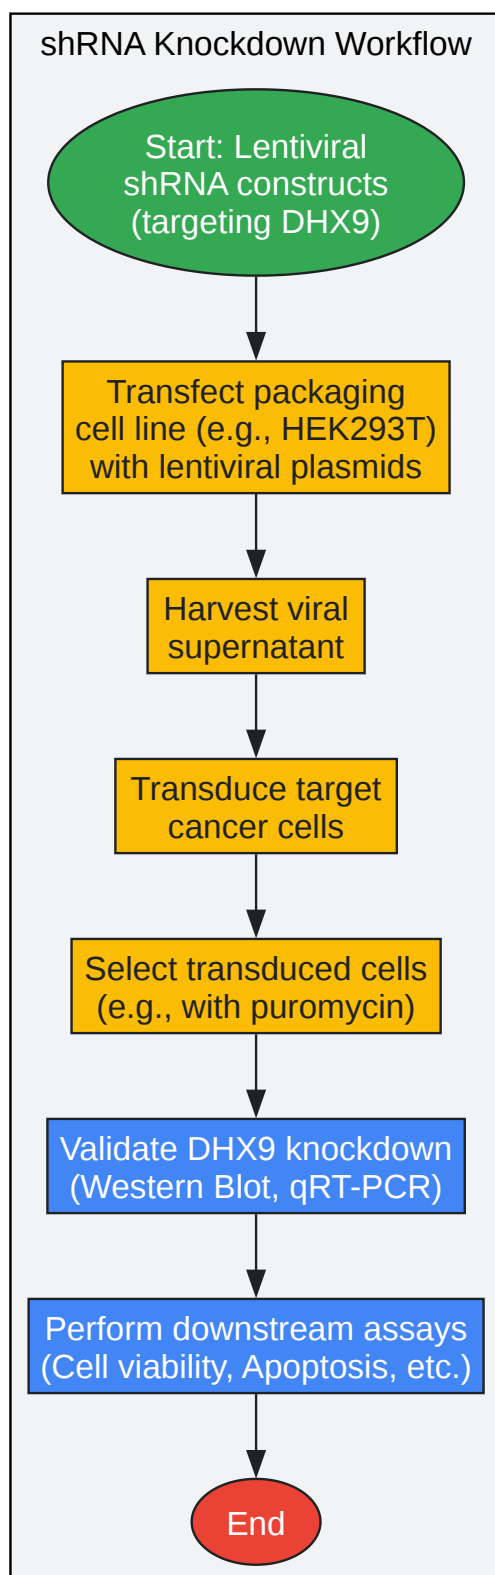 shRNA Knockdown Workflow
Start: Lentiviral
shRNA constructs
(targeting DHX9)
Transfect packaging
cell line (e.g., HEK293T)
with lentiviral plasmids
Harvest viral
supernatant
Transduce target
cancer cells
Select transduced cells
(e.g., with puromycin)
Validate DHX9 knockdown
(Western Blot, qRT-PCR)
Perform downstream assays
(Cell viability, Apoptosis, etc.)
End